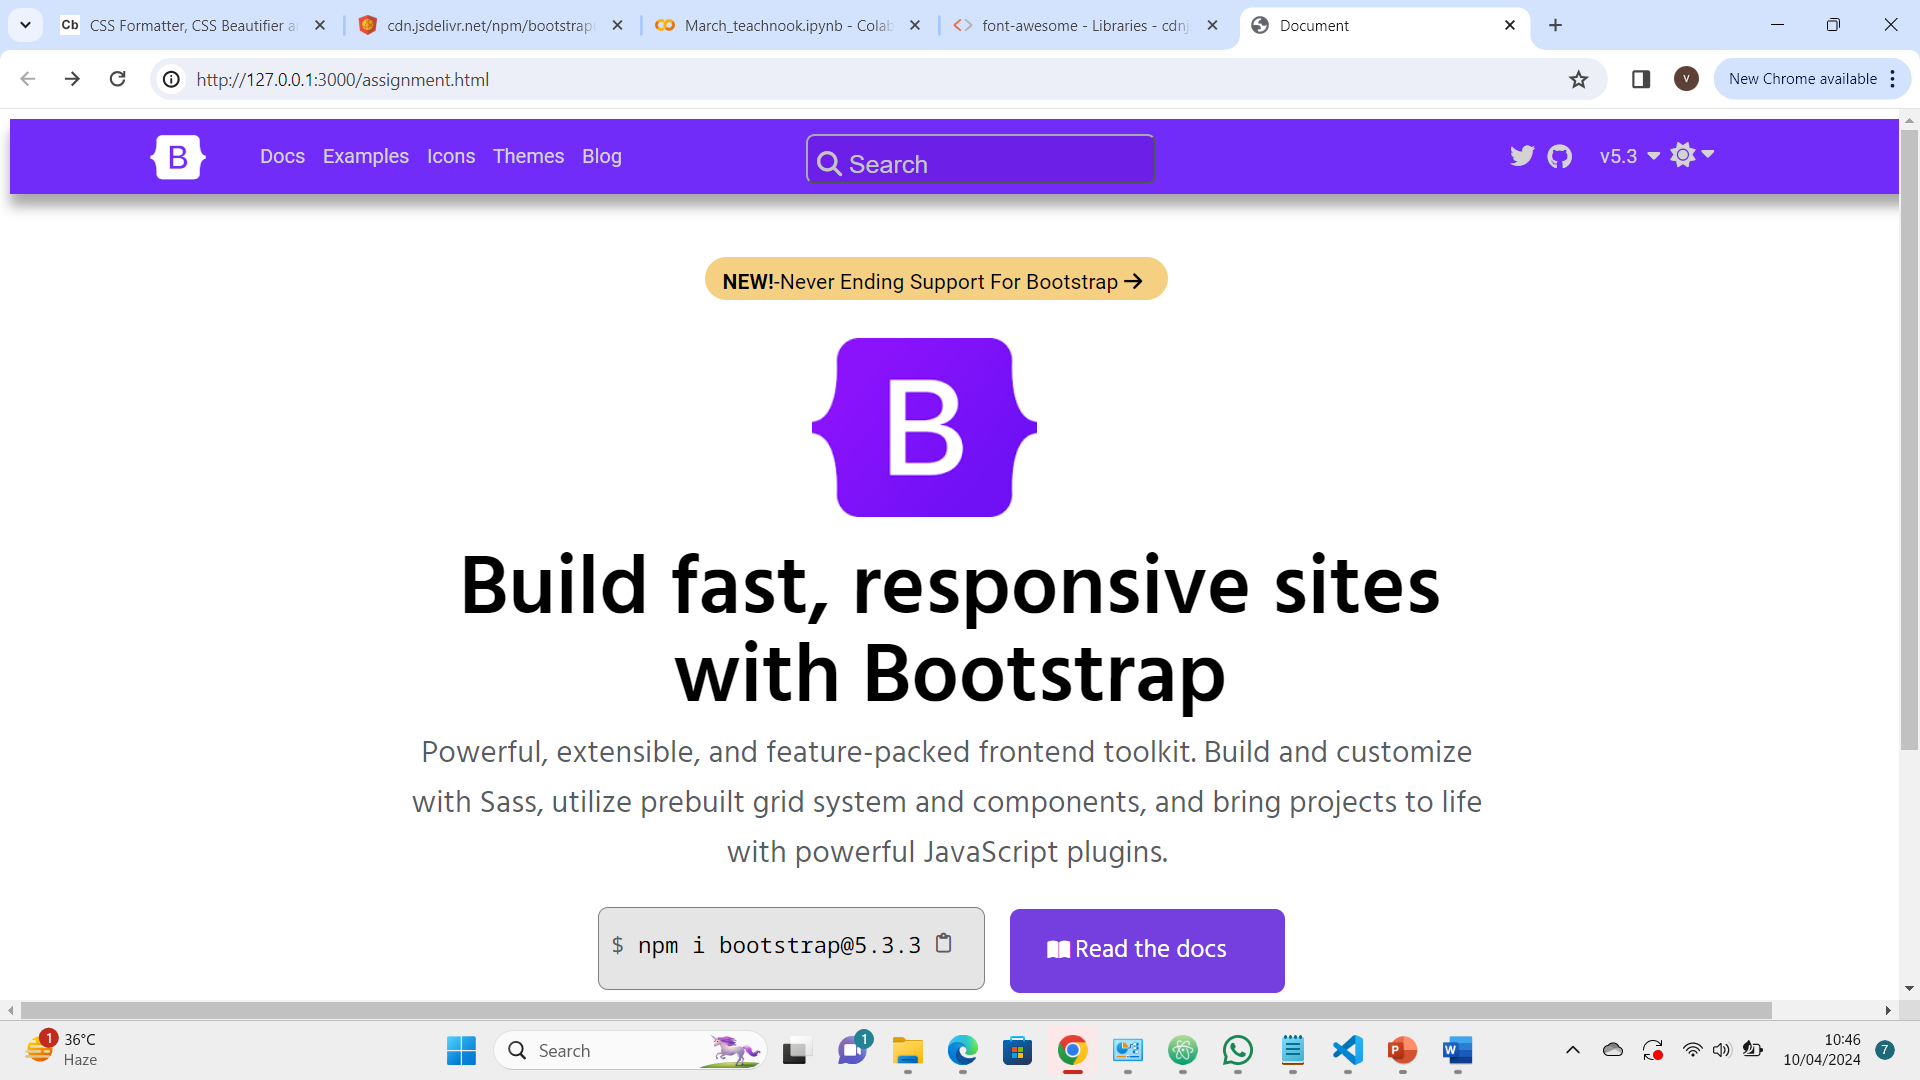 Cb CSS Formatter, CSS Beautifier ar
cdn.jsdelivr.net/npm/bootstrap
March_teachnook.ipynb - Colab
font-awesome - Libraries - cdnj
Document
http://127.0.0.1:3000/assignment.html
V
New Chrome available
B
Docs Examples Icons Themes Blog
Search
v5.3
NEW!-Never Ending Support For Bootstrap
B
Build fast, responsive sites
with Bootstrap
Powerful, extensible, and feature-packed frontend toolkit. Build and customize
with Sass, utilize prebuilt grid system and components, and bring projects to life
with powerful JavaScript plugins.
$ npm i bootstrap@5.3.3
Read the docs
1
36°C
Haze
Search
1
P
W
10:46
10/04/2024
7